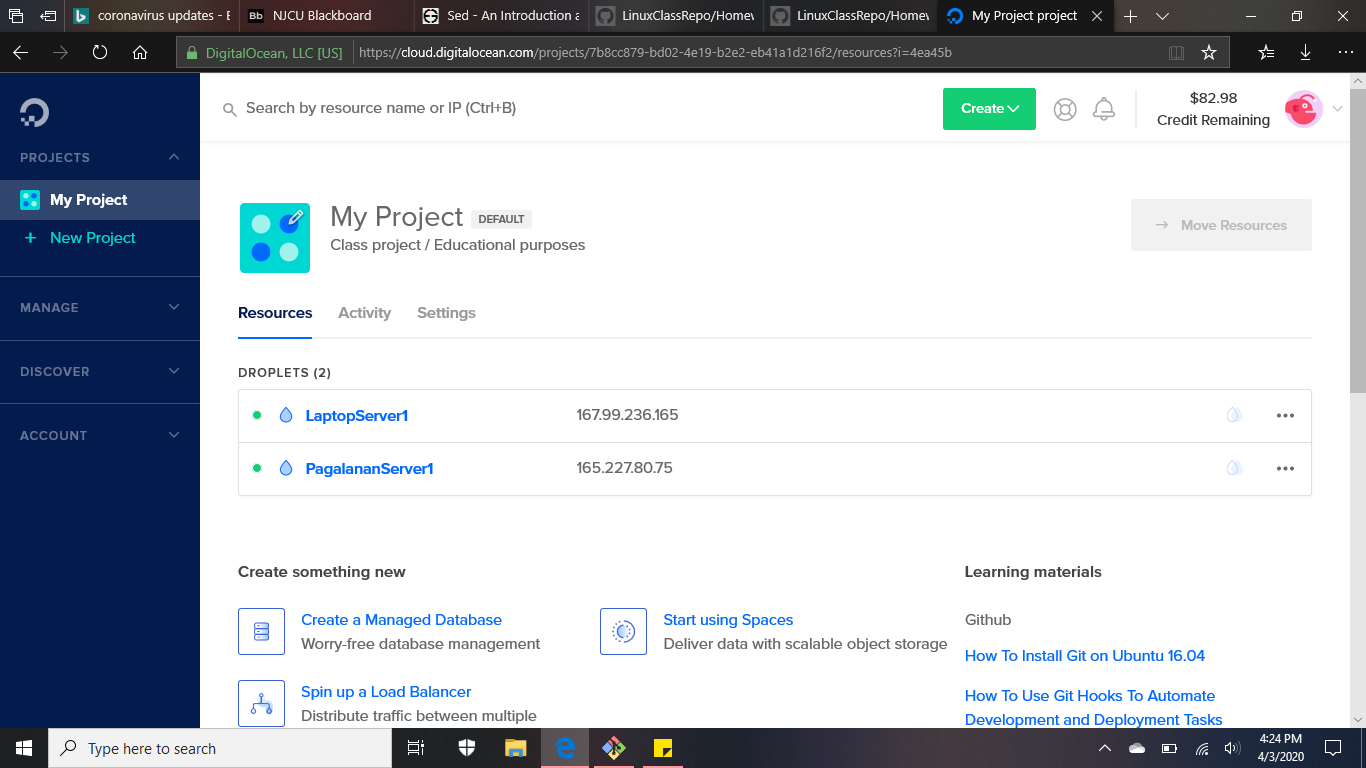 coronavirus updates - B
Bb NJCU Blackboard
Sed - An Introduction a
LinuxClassRepo/Homew
LinuxClassRepo/Homew
My Project project
DigitalOcean, LLC [US] https://cloud.digitalocean.com/projects/7b8cc879-bd02-4e19-b2e2-eb41a1d216f2/resources?i=4ea45b
Search by resource name or IP (Ctrl+B)
Create
$82.98
Credit Remaining
PROJECTS
My Project
+ New Project
MANAGE
DISCOVER
ACCOUNT
My Project DEFAULT
Class project / Educational purposes
→ Move Resources
Resources Activity Settings
DROPLETS (2)
LaptopServer1 167.99.236.165
PagalananServer1 165.227.80.75
Create something new
Create a Managed Database
Worry-free database management
Start using Spaces
Deliver data with scalable object storage
Spin up a Load Balancer
Distribute traffic between multiple
Learning materials
Github
How To Install Git on Ubuntu 16.04
How To Use Git Hooks To Automate
Development and Deployment Tasks
Type here to search
4:24 PM
4/3/2020